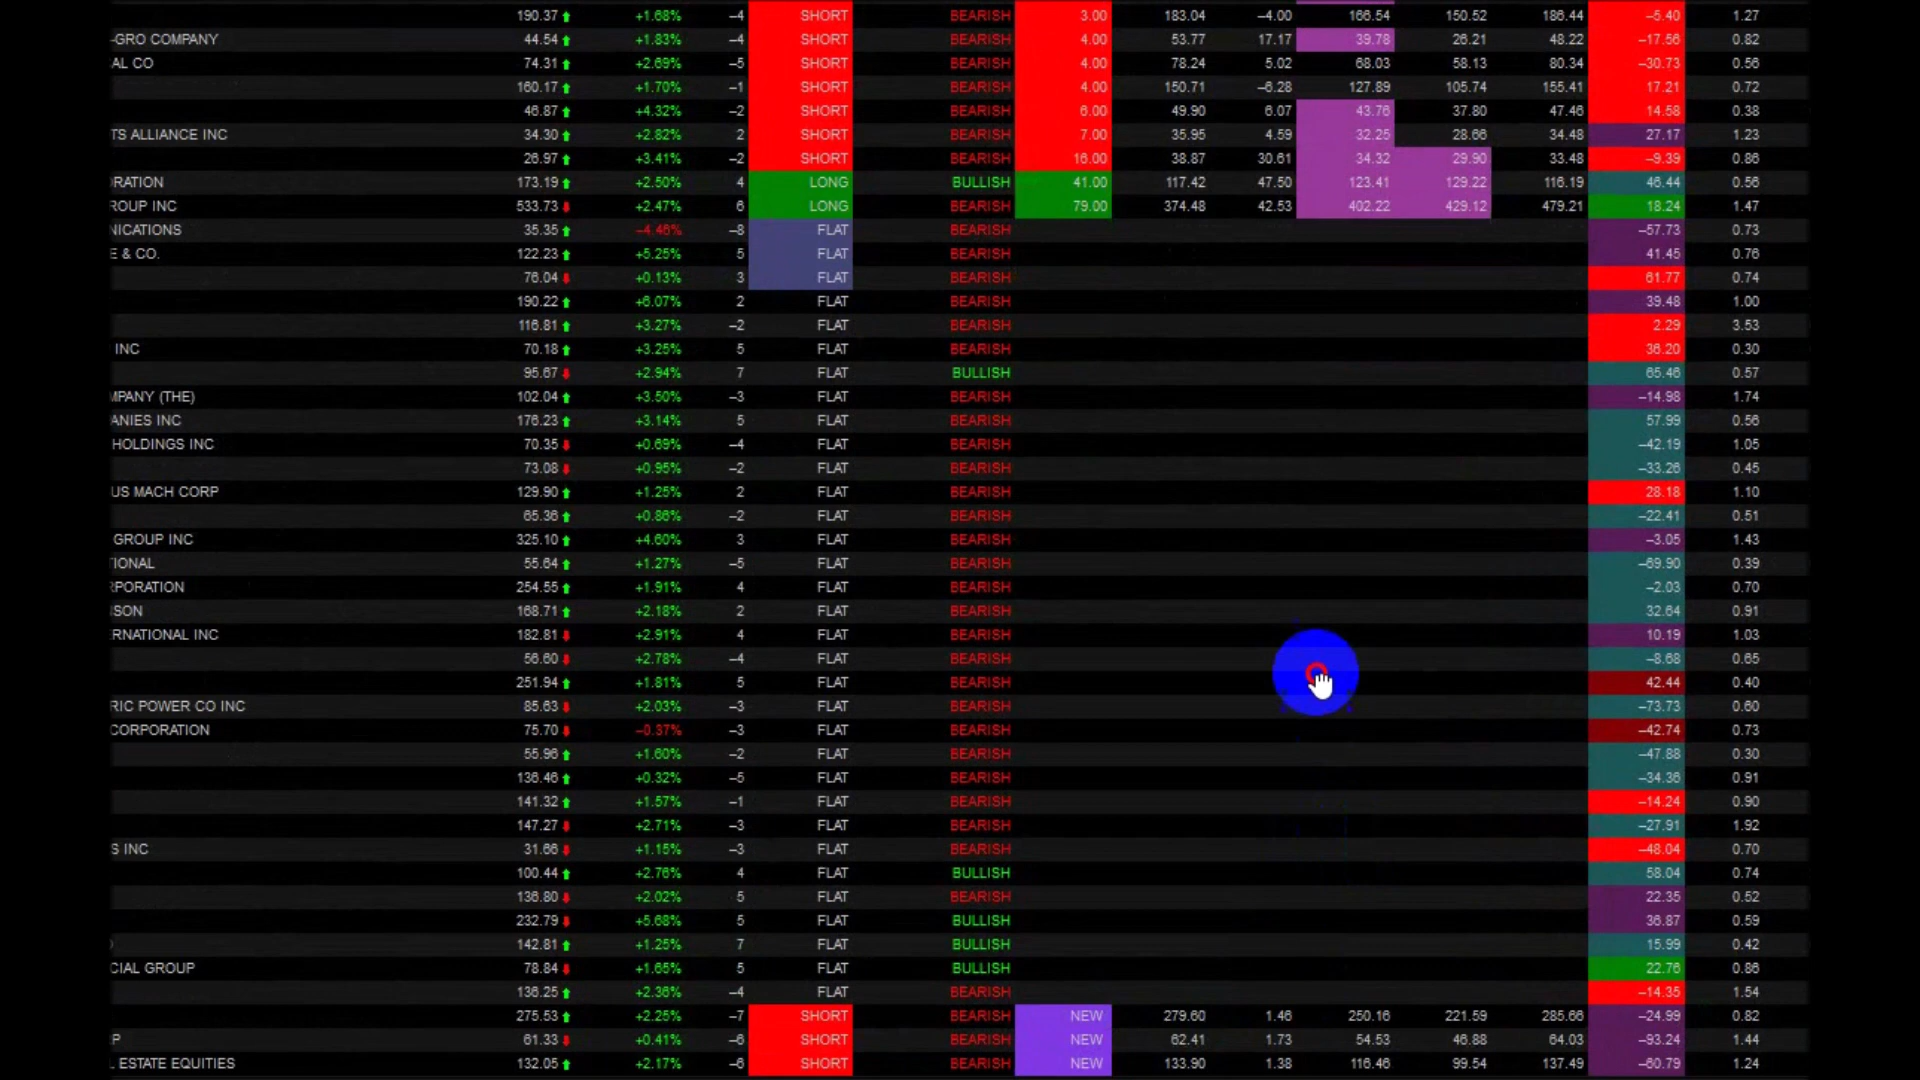 190.37 +1.68% –4 SHORT BEARISH 3.00 183.04 –4.00 166.54 150.52 186.44 –5.40 1.27
-GRO COMPANY 44.54 +1.83% –4 SHORT BEARISH 4.00 53.77 17.17 39.78 26.21 48.22 –17.56 0.82
AL CO 74.31 +2.69% –5 SHORT BEARISH 4.00 78.24 5.02 68.03 58.13 80.34 –30.73 0.56
160.17 +1.70% –1 SHORT BEARISH 4.00 150.71 –6.28 127.89 105.74 155.41 17.21 0.72
46.87 +4.32% –2 SHORT BEARISH 6.00 49.90 6.07 43.76 37.80 47.46 14.58 0.38
TS ALLIANCE INC 34.30 +2.82% 2 SHORT BEARISH 7.00 35.95 4.59 32.25 28.66 34.48 27.17 1.23
26.97 +3.41% –2 SHORT BEARISH 16.00 38.87 30.61 34.32 29.90 33.48 –9.39 0.86
RATION 173.19 +2.50% 4 LONG BULLISH 41.00 117.42 47.50 123.41 129.22 116.19 46.44 0.56
ROUP INC 533.73 +2.47% 6 LONG BEARISH 79.00 374.48 42.53 402.22 429.12 479.21 18.24 1.47
NICATIONS 35.35 –4.46% –8 FLAT BEARISH –57.73 0.73
E & CO. 122.23 +5.25% 5 FLAT BEARISH 41.45 0.76
76.04 +0.13% 3 FLAT BEARISH 61.77 0.74
190.22 +6.07% 2 FLAT BEARISH 39.48 1.00
116.81 +3.27% –2 FLAT BEARISH 2.29 3.53
INC 70.18 +3.25% 5 FLAT BEARISH 36.20 0.30
95.67 +2.94% 7 FLAT BULLISH 65.46 0.57
MPANY (THE) 102.04 +3.50% –3 FLAT BEARISH –14.98 1.74
ANIES INC 176.23 +3.14% 5 FLAT BEARISH 57.99 0.56
HOLDINGS INC 70.35 +0.69% –4 FLAT BEARISH –42.19 1.05
73.08 +0.95% –2 FLAT BEARISH –33.26 0.45
US MACH CORP 129.90 +1.25% 2 FLAT BEARISH 28.18 1.10
65.36 +0.86% –2 FLAT BEARISH –22.41 0.51
GROUP INC 325.10 +4.60% 3 FLAT BEARISH –3.05 1.43
TIONAL 55.64 +1.27% –5 FLAT BEARISH –69.90 0.39
RPORATION 254.55 +1.91% 4 FLAT BEARISH –2.03 0.70
SON 168.71 +2.18% 2 FLAT BEARISH 32.64 0.91
RNATIONAL INC 182.81 +2.91% 4 FLAT BEARISH 10.19 1.03
56.60 +2.78% –4 FLAT BEARISH –8.68 0.65
251.94 +1.81% 5 FLAT BEARISH 42.44 0.40
RIC POWER CO INC 85.63 +2.03% –3 FLAT BEARISH –73.73 0.60
CORPORATION 75.70 –0.37% –3 FLAT BEARISH –42.74 0.73
55.96 +1.60% –2 FLAT BEARISH –47.88 0.30
136.46 +0.32% –5 FLAT BEARISH –34.36 0.91
141.32 +1.57% –1 FLAT BEARISH –14.24 0.90
147.27 +2.71% –3 FLAT BEARISH –27.91 1.92
S INC 31.66 +1.15% –3 FLAT BEARISH –48.04 0.70
100.44 +2.76% 4 FLAT BULLISH 58.04 0.74
136.80 +2.02% 5 FLAT BEARISH 22.35 0.52
232.79 +5.68% 5 FLAT BULLISH 36.87 0.59
142.81 +1.25% 7 FLAT BULLISH 15.99 0.42
CIAL GROUP 78.84 +1.65% 5 FLAT BULLISH 22.76 0.86
136.25 +2.36% –4 FLAT BEARISH –14.35 1.54
275.53 +2.25% –7 SHORT BEARISH NEW 279.60 1.46 250.16 221.59 285.66 –24.99 0.82
P 61.33 +0.41% –6 SHORT BEARISH NEW 62.41 1.73 54.53 46.88 64.03 –93.24 1.44
. ESTATE EQUITIES 132.05 +2.17% –6 SHORT BEARISH NEW 133.90 1.38 116.46 99.54 137.49 –60.79 1.24